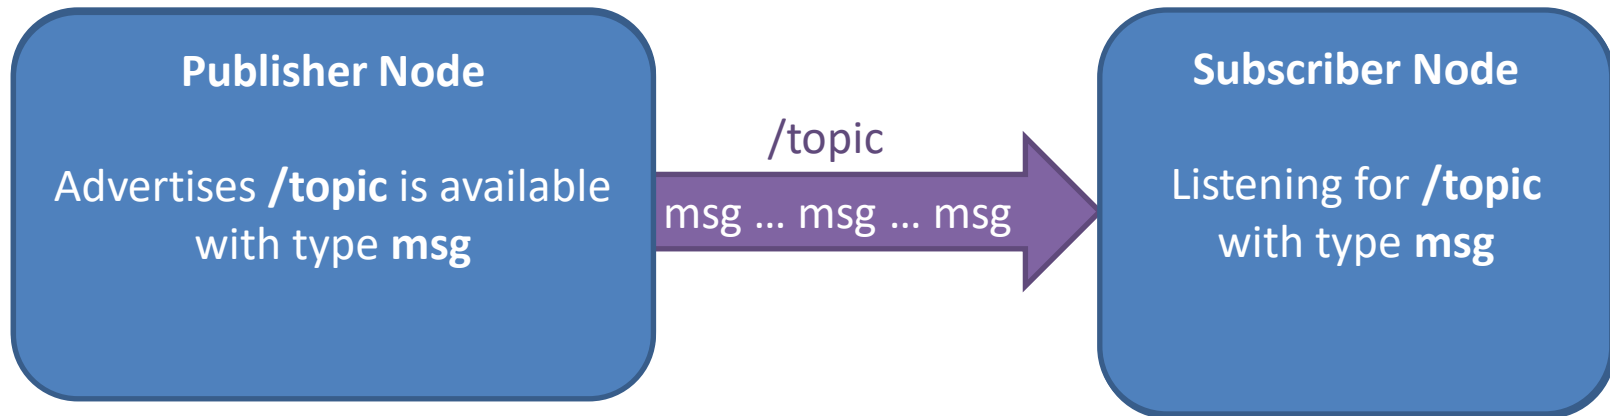 Publisher Node
Advertises /topic is available
with type msg
/topic
msg ... msg ... msg
Subscriber Node
Listening for /topic
with type msg